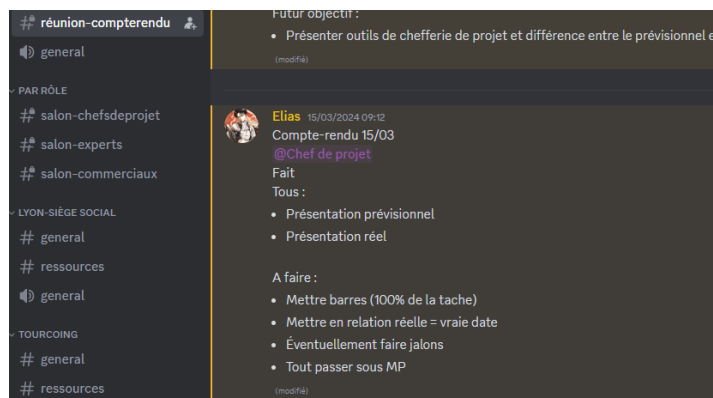 réunion-compterendu
general
PAR RÔLE
salon-chefsdeprojet
salon-experts
salon-commerciaux
LYON-SIÈGE SOCIAL
general
ressources
general
TOURCOING
general
ressources
Futur objectif :
• Présenter outils de chefferie de projet et différence entre le prévisionnel e
(modifié)
Elias 15/03/2024 09:12
Compte-rendu 15/03
@Chef de projet
Fait
Tous :
• Présentation prévisionnel
• Présentation réel
A faire :
• Mettre barres (100% de la tache)
• Mettre en relation réelle = vraie date
• Éventuellement faire jalons
• Tout passer sous MP
(modifié)